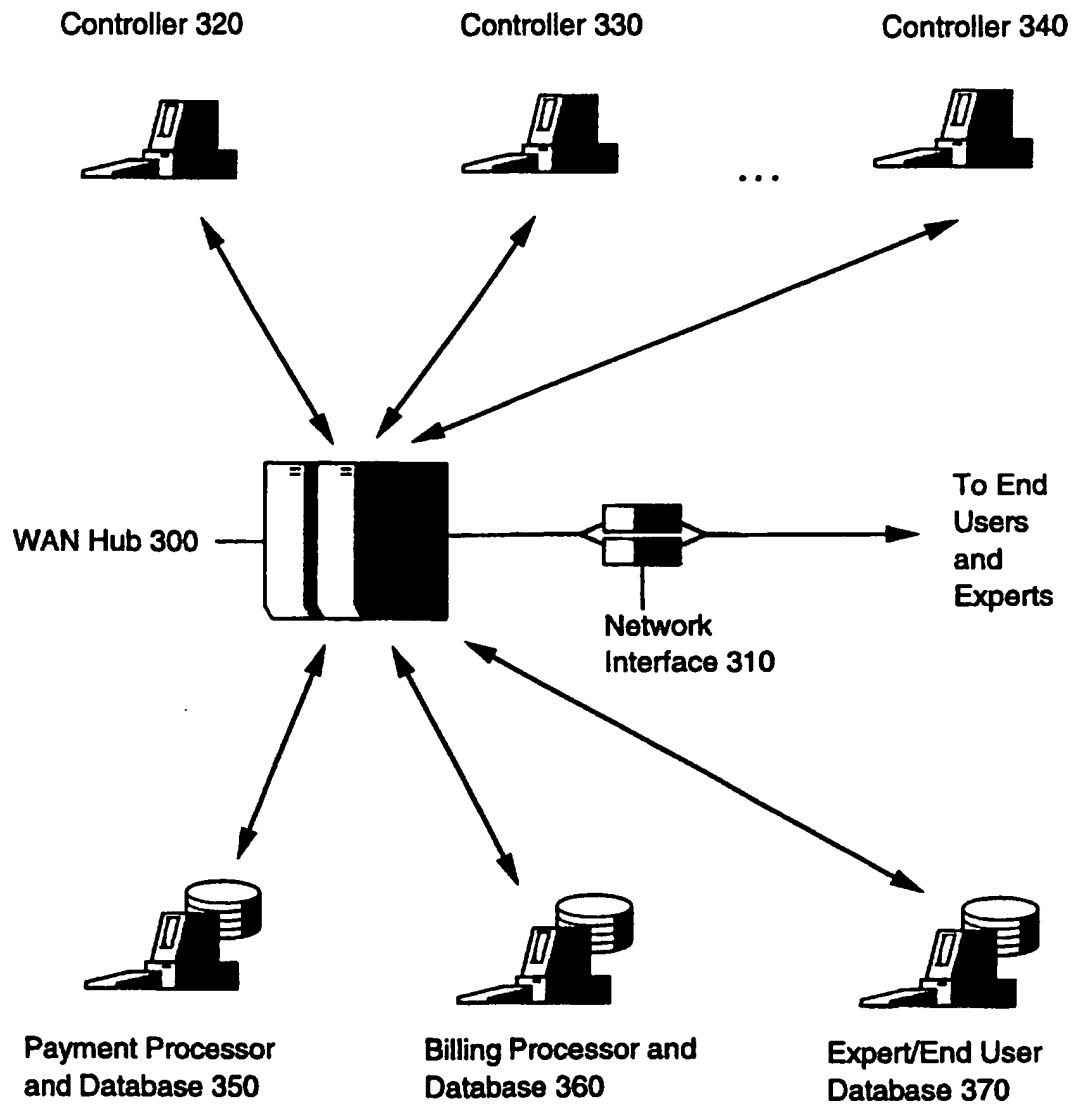 Controller 320
Controller 330
Controller 340
...
WAN Hub 300
To End
Users
and
Experts
Network
Interface 310
Payment Processor
and Database 350
Billing Processor and
Database 360
Expert/End User
Database 370